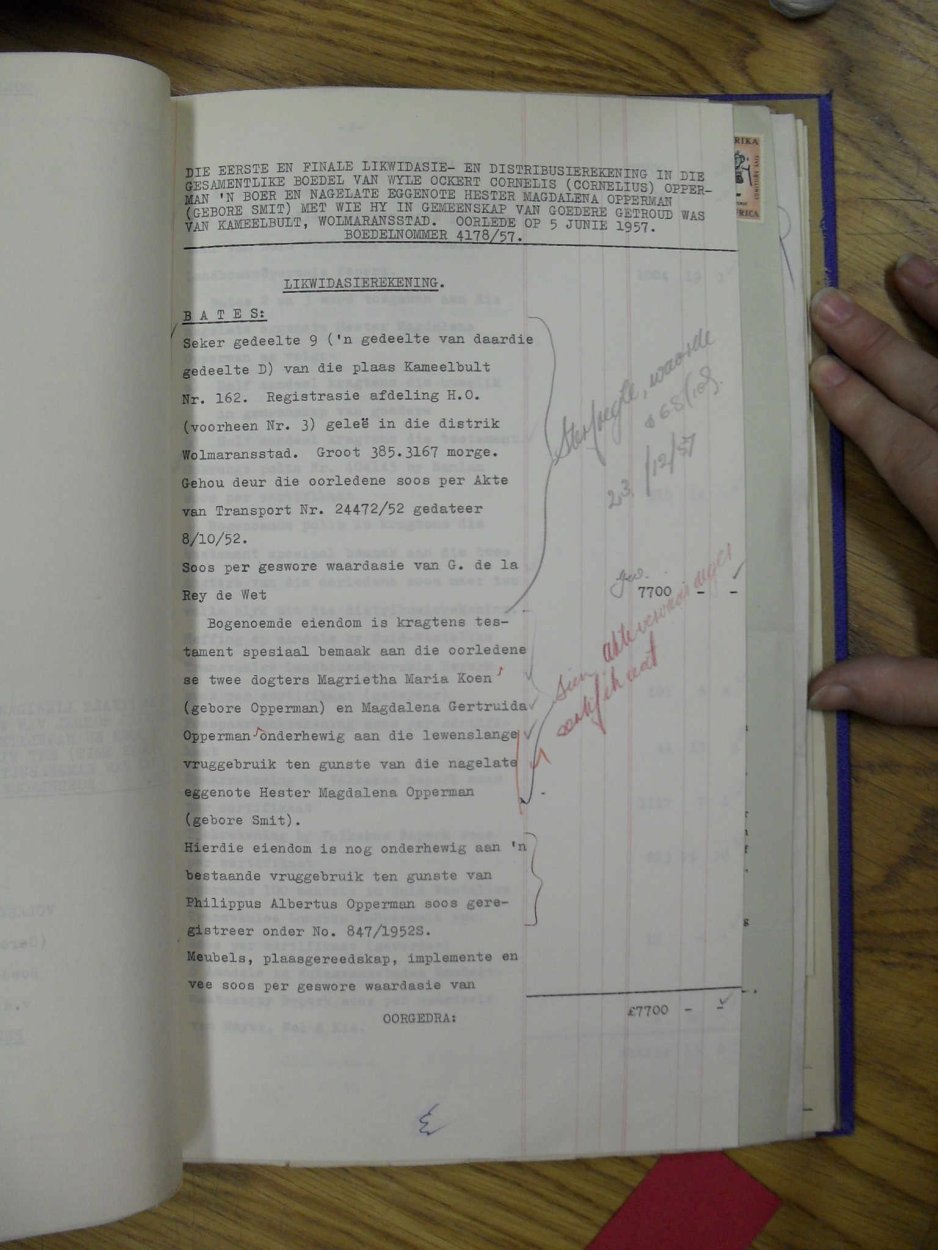 DIE EERSTE EN FINALE LIKWIDASIE- EN DISTRIBUSIEREKENING IN DIE
GESAMENTLIKE BOEDEL VAN WYLE OCKERT CORNELIS (CORNELIUS) OPPER-
MAN 'N BOER EN NAGELATE EGGENOTE HESTER MAGDALENA OPPERMAN
(GEBORE SMIT) MET WIE HY IN GEMEENSKAP VAN GOEDERE GETROUD WAS
VAN KAMEELBULT, WOLMARANSSTAD. OORLEDE OP 5 JUNIE 1957.
BOEDELNOMMER 4178/57.
LIKWIDASIEREKENING.
B A T E S:
Seker gedeelte 9 ('n gedeelte van daardie
gedeelte D) van die plaas Kameelbult
Nr. 162. Registrasie afdeling H.O.
(voorheen Nr. 3) geleë in die distrik
Wolmaransstad. Groot 385.3167 morge.
Gehou deur die oorledene soos per Akte
van Transport Nr. 24472/52 gedateer
8/10/52.
Soos per geswore waardasie van G. de la
Rey de Wet 7700 - -
Bogenoemde eiendom is kragtens tes-
tament spesiaal bemaak aan die oorledene
se twee dogters Magrietha Maria Koen
(gebore Opperman) en Magdalena Gertruida
Opperman onderhewig aan die lewenslange
vruggebruik ten gunste van die nagelate
eggenote Hester Magdalena Opperman
(gebore Smit).
Hierdie eiendom is nog onderhewig aan 'n
bestaande vruggebruik ten gunste van
Philippus Albertus Opperman soos gere-
gistreer onder No. 847/1952S.
Meubels, plaasgereedskap, implemente en
vee soos per geswore waardasie van
OORGEDRA: £7700 - -
waarde
23/12/57
sien
sertifikaat
3
RIKA
RIKA